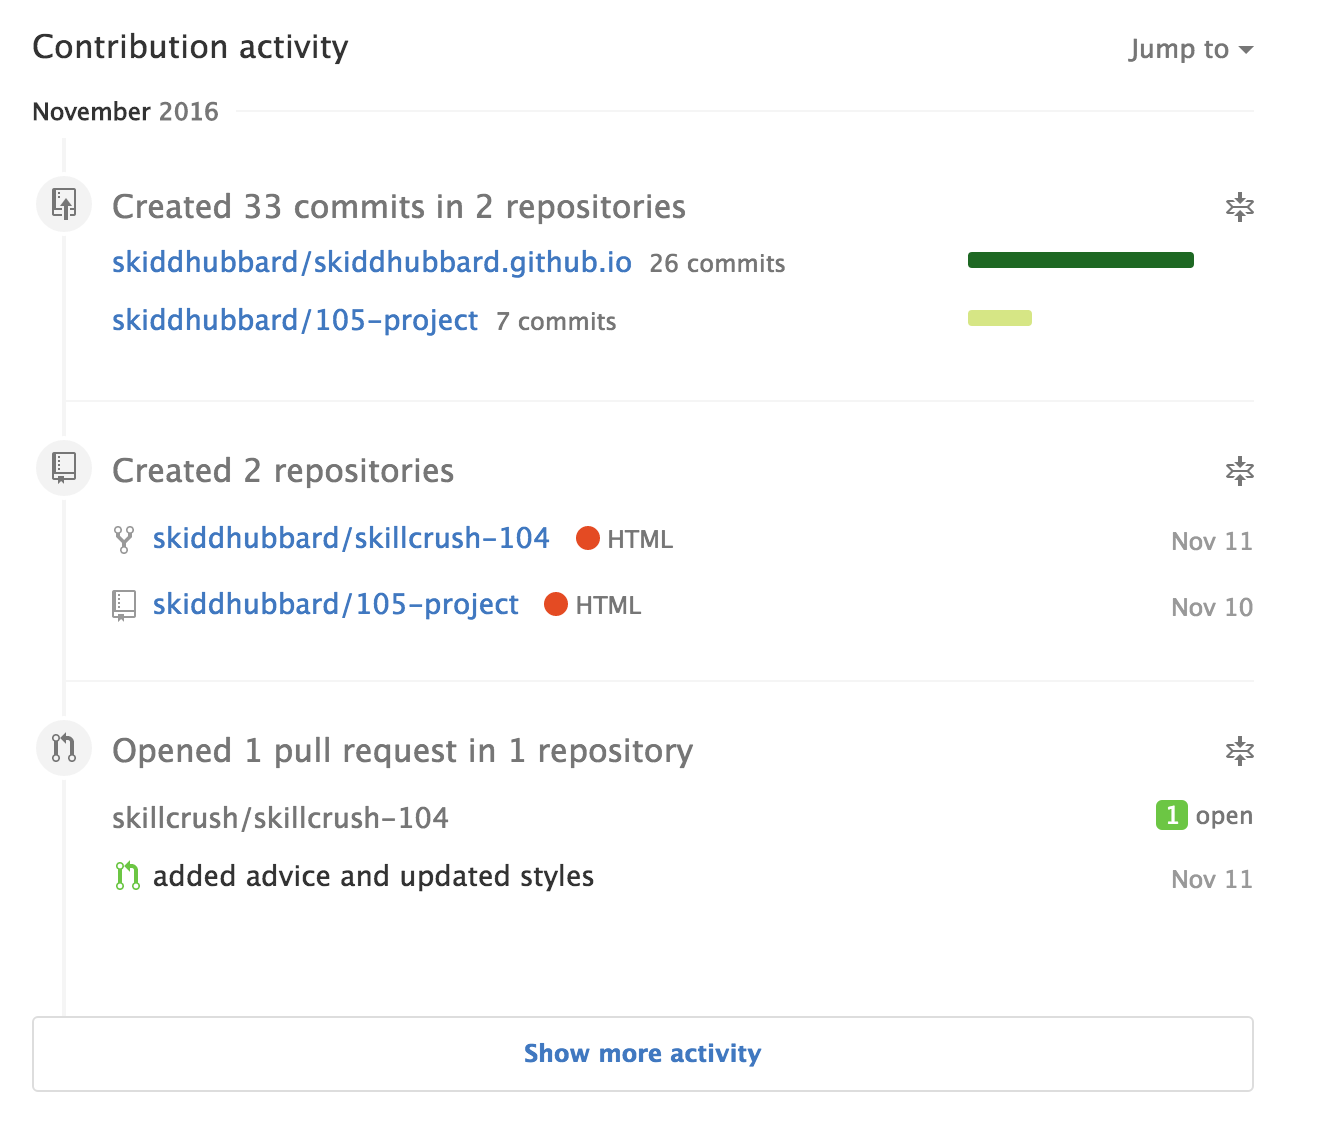 Contribution activity
Jump to
November 2016
Created 33 commits in 2 repositories
skiddhubbard/skiddhubbard.github.io 26 commits
skiddhubbard/105-project 7 commits
Created 2 repositories
skiddhubbard/skillcrush-104 HTML Nov 11
skiddhubbard/105-project HTML Nov 10
Opened 1 pull request in 1 repository
skillcrush/skillcrush-104 1 open
added advice and updated styles Nov 11
Show more activity